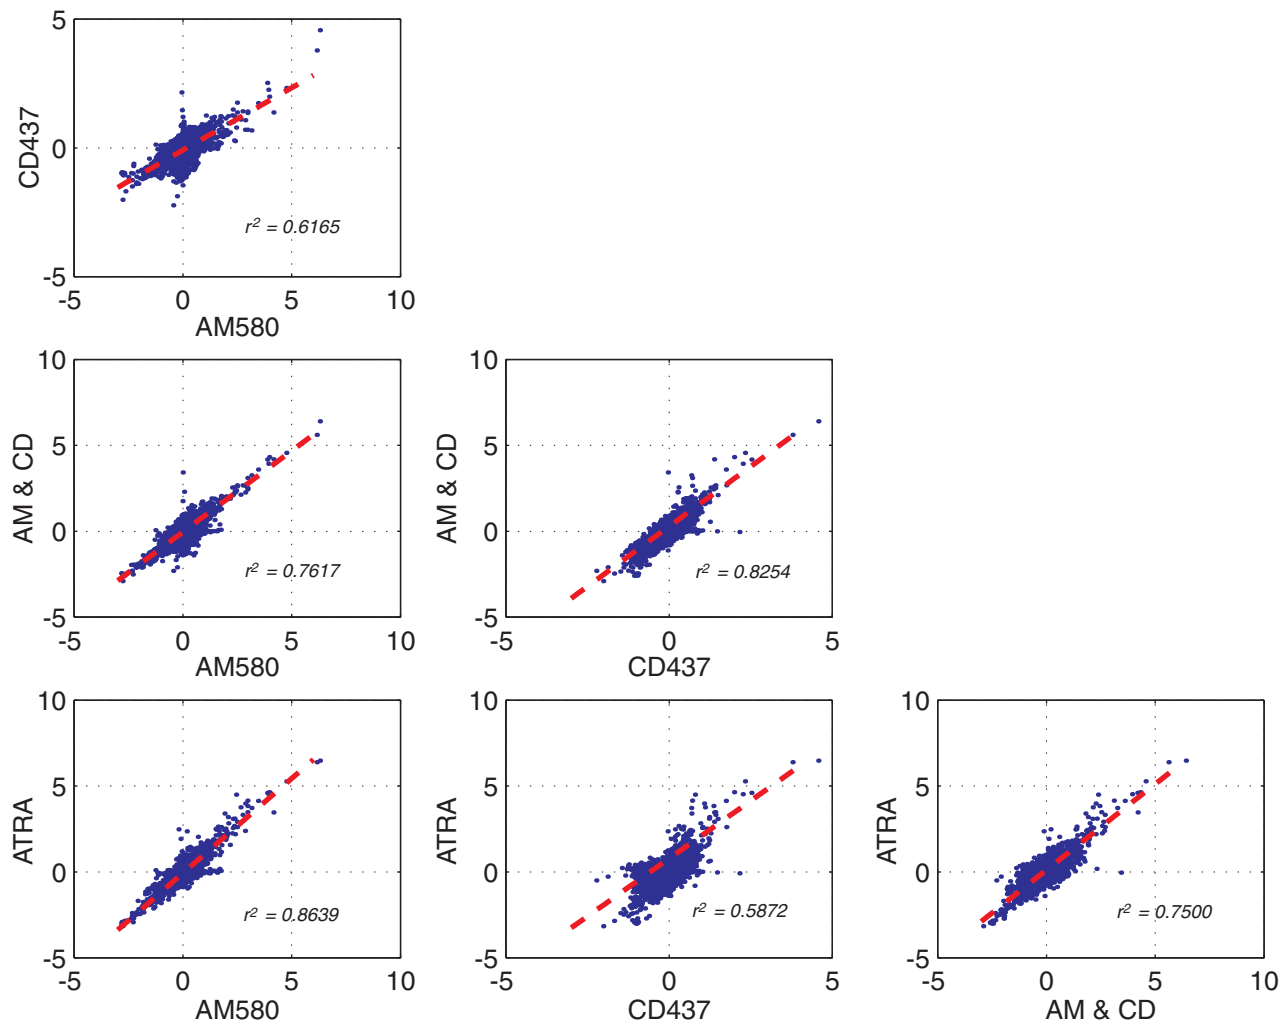 5
CD437
0
r² = 0.6165
-5
-5 0 5 10
AM580
10
AM & CD
5
0
r² = 0.7617
-5
-5 0 5 10
AM580
10
AM & CD
5
0
r² = 0.8254
-5
-5 0 5
CD437
10
ATRA
5
0
r² = 0.8639
-5
-5 0 5 10
AM580
10
ATRA
5
0
r² = 0.5872
-5
-5 0 5
CD437
10
ATRA
5
0
r² = 0.7500
-5
-5 0 5 10
AM & CD